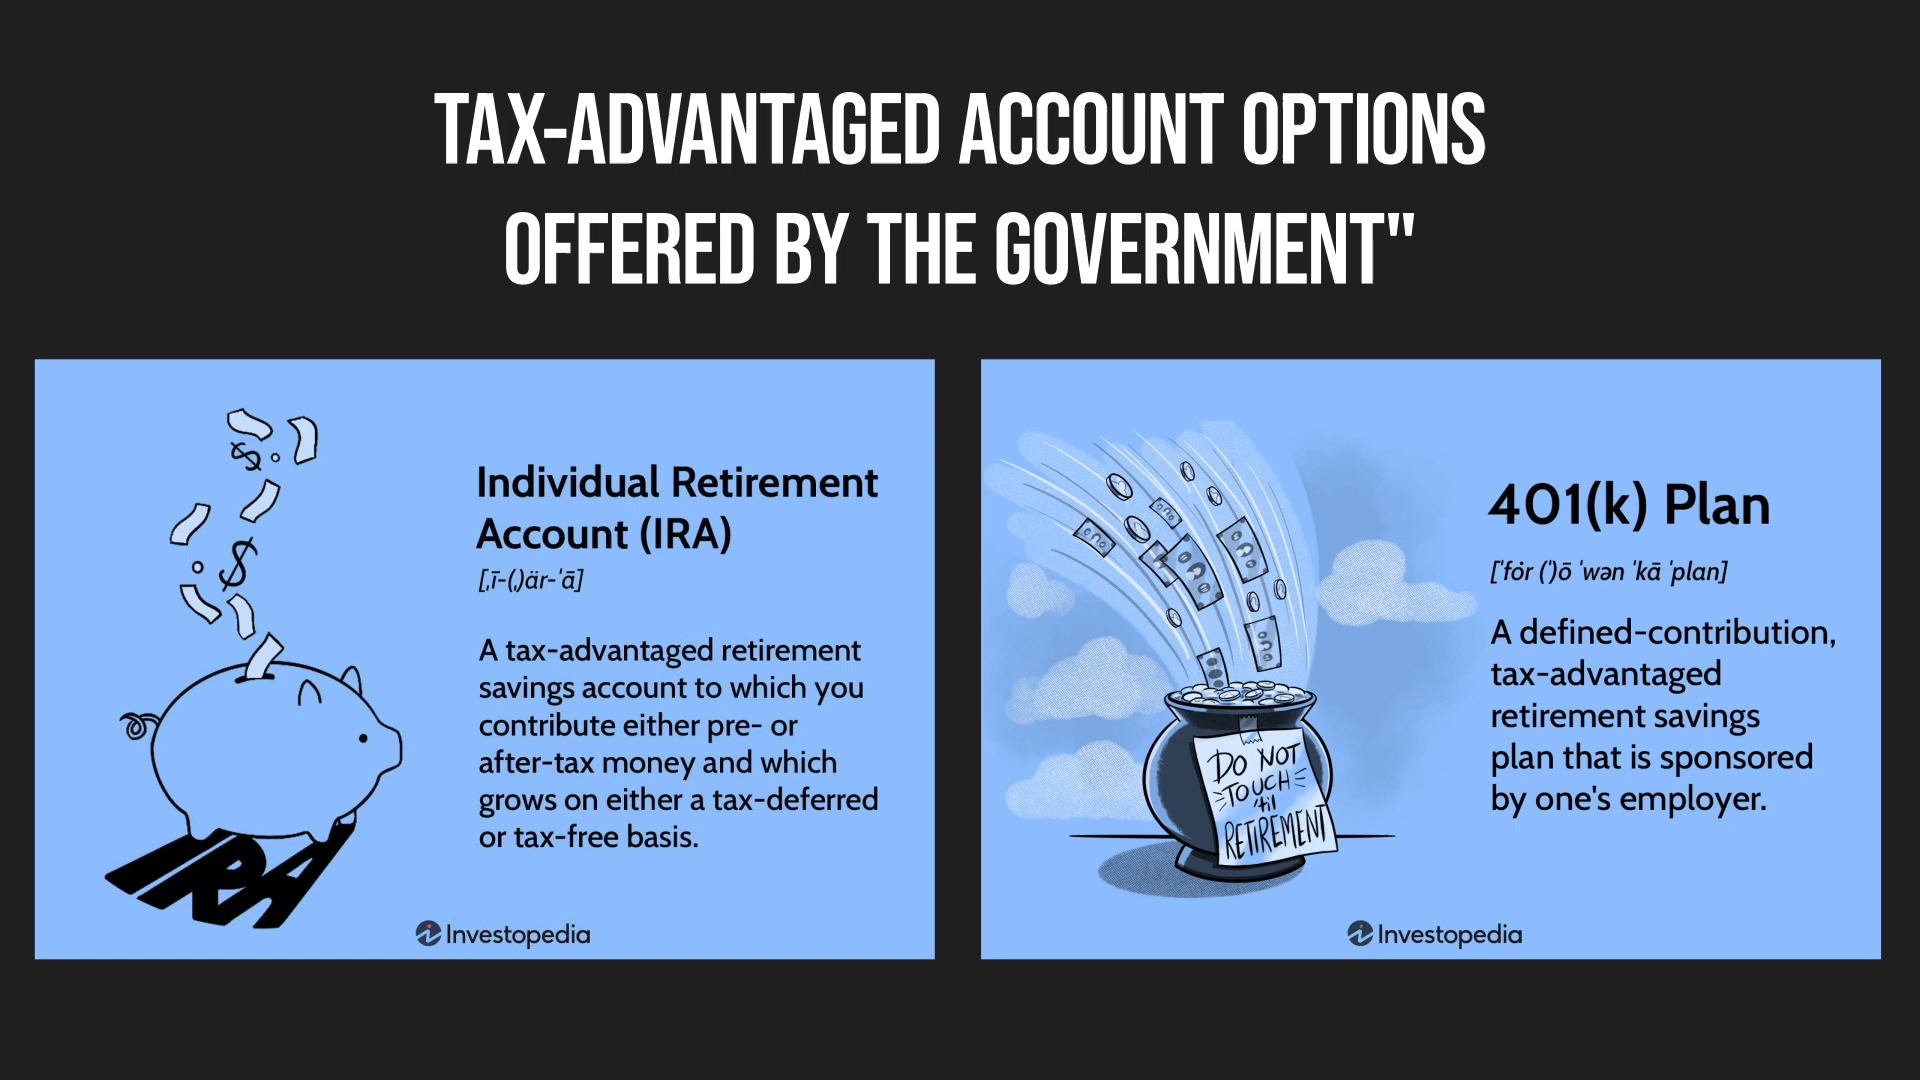 TAX-ADVANTAGED ACCOUNT OPTIONS
OFFERED BY THE GOVERNMENT"
Individual Retirement
Account (IRA)
[ˌī-(ˌ)är-ˈā]
A tax-advantaged retirement
savings account to which you
contribute either pre- or
after-tax money and which
grows on either a tax-deferred
or tax-free basis.
IRA
Investopedia
401(k) Plan
[ˈfȯr (ˈ)ō ˈwən ˈkā ˈplan]
A defined-contribution,
tax-advantaged
retirement savings
plan that is sponsored
by one's employer.
DO NOT
TOUCH
'til
RETIREMENT
Investopedia